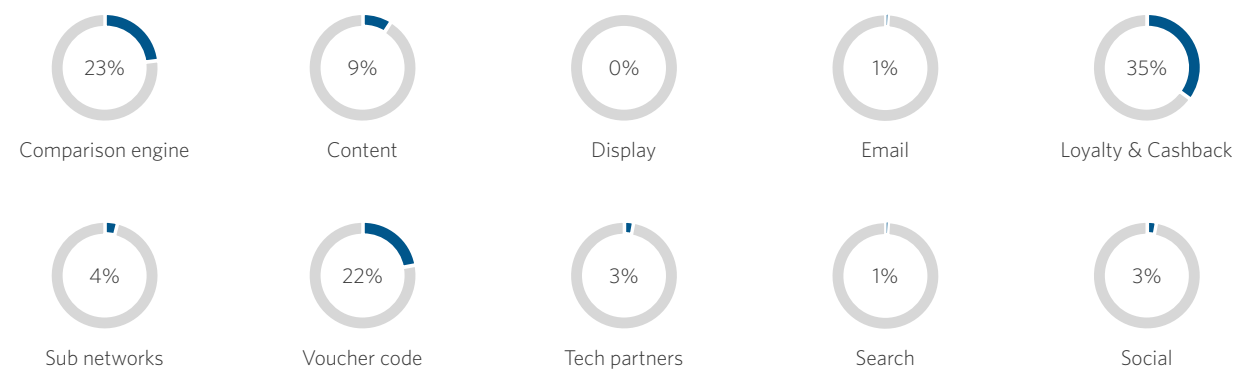 23% 9% 0% 1% 35%
Comparison engine Content Display Email Loyalty & Cashback
4% 22% 3% 1% 3%
Sub networks Voucher code Tech partners Search Social